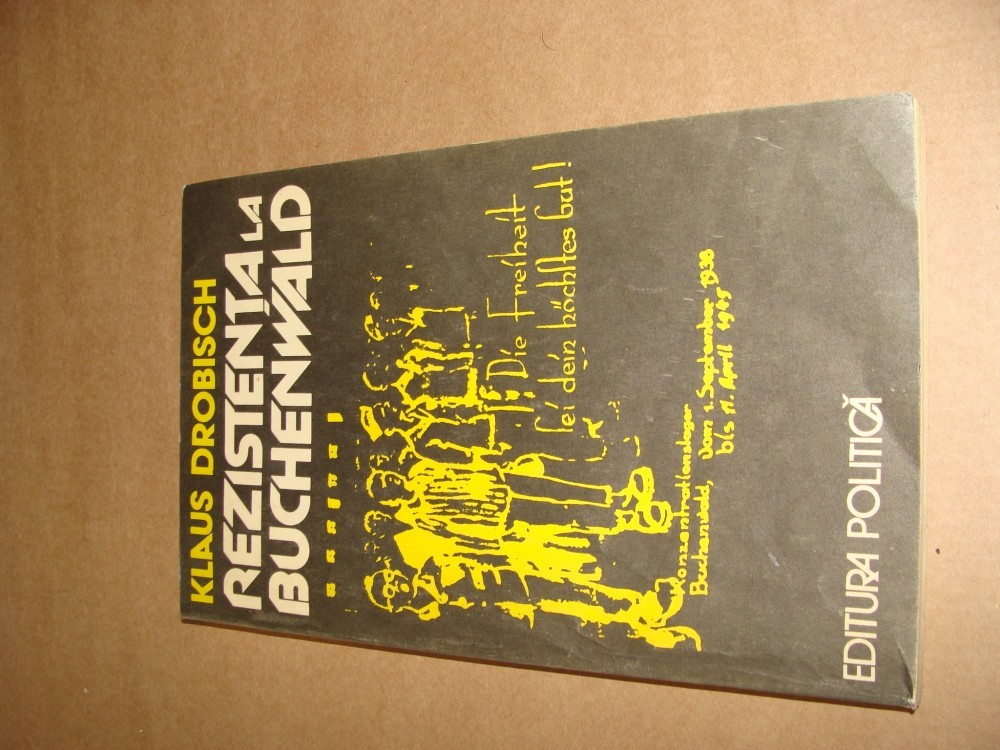 KLAUS DROBISCH
REZISTENȚA LA
BUCHENWALD
Die Freiheit
ſei dein höchſtes Gut!
Konzentrationslager
Buchenwald, vom 1. September 1938
bis 11. April 1945
EDITURA POLITICĂ